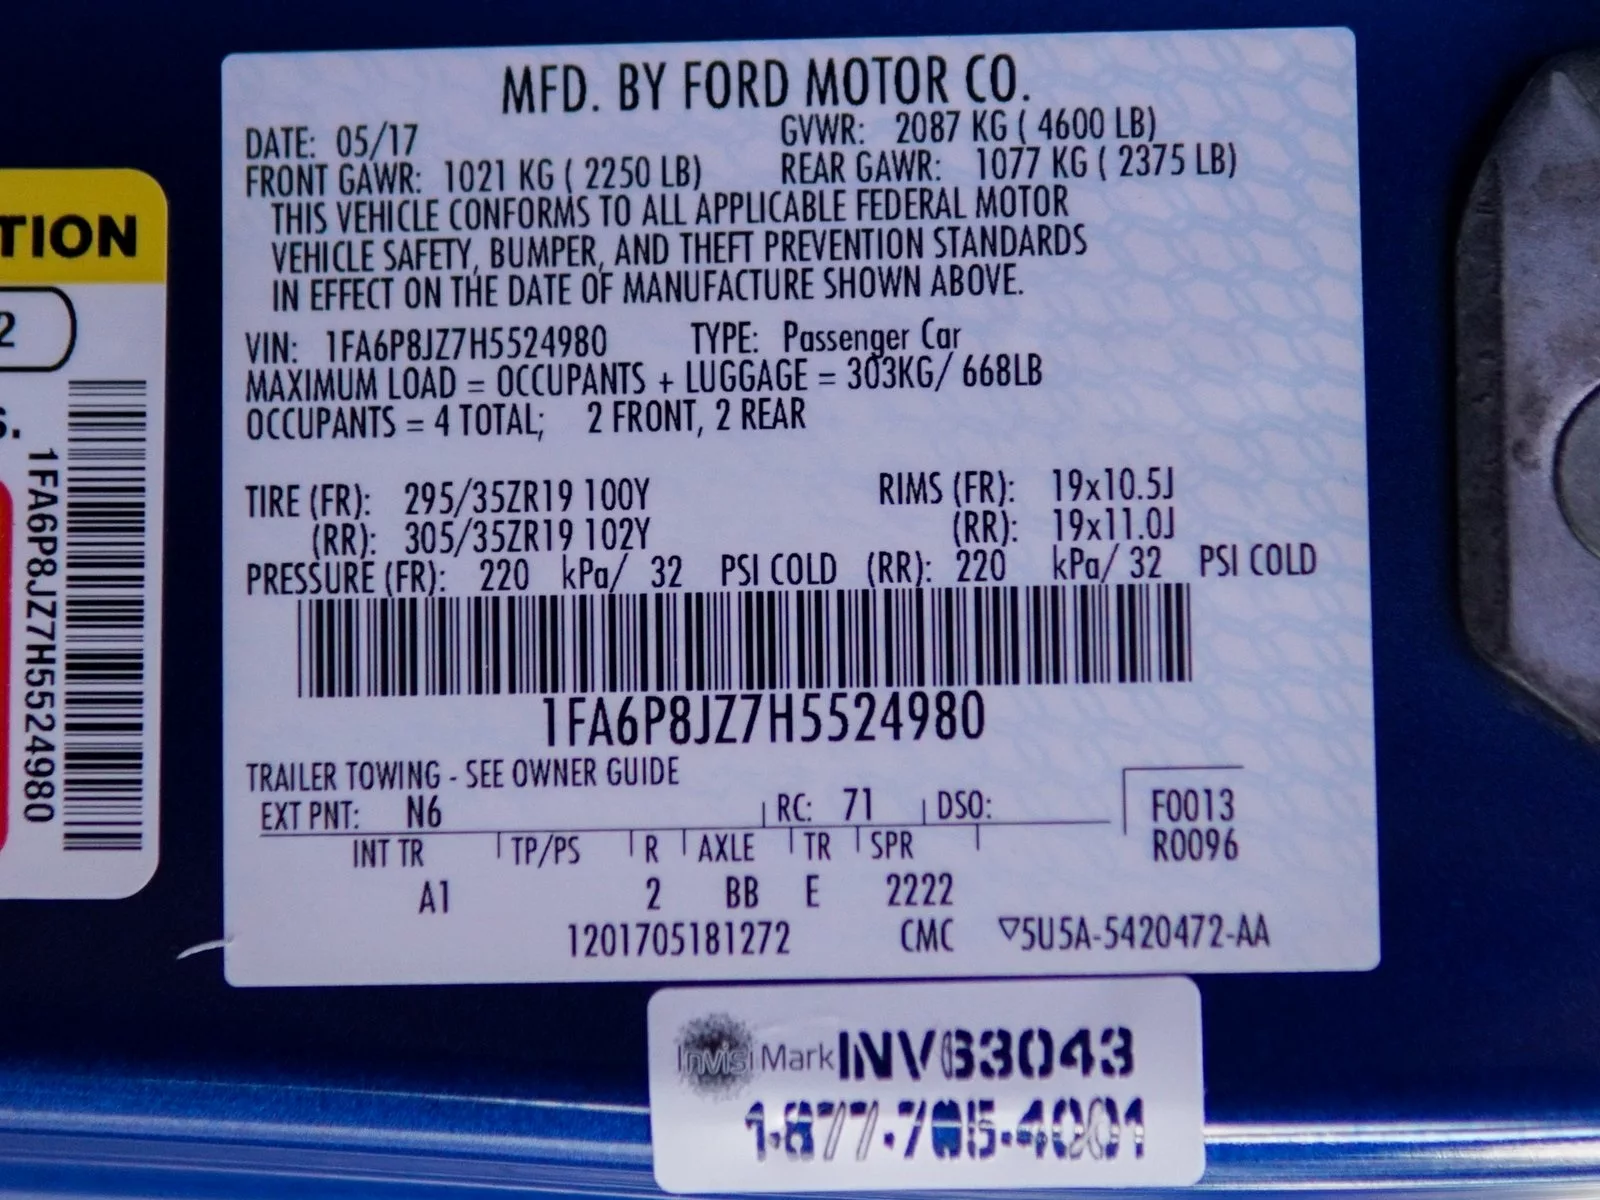 MFD. BY FORD MOTOR CO.
DATE: 05/17 GVWR: 2087 KG ( 4600 LB)
FRONT GAWR: 1021 KG ( 2250 LB) REAR GAWR: 1077 KG ( 2375 LB)
THIS VEHICLE CONFORMS TO ALL APPLICABLE FEDERAL MOTOR
VEHICLE SAFETY, BUMPER, AND THEFT PREVENTION STANDARDS
IN EFFECT ON THE DATE OF MANUFACTURE SHOWN ABOVE.
VIN: 1FA6P8JZ7H5524980 TYPE: Passenger Car
MAXIMUM LOAD = OCCUPANTS + LUGGAGE = 303KG/ 668LB
OCCUPANTS = 4 TOTAL; 2 FRONT, 2 REAR
TIRE (FR): 295/35ZR19 100Y RIMS (FR): 19x10.5J
(RR): 305/35ZR19 102Y (RR): 19x11.0J
PRESSURE (FR): 220 kPa/ 32 PSI COLD (RR): 220 kPa/ 32 PSI COLD
1FA6P8JZ7H5524980
TRAILER TOWING - SEE OWNER GUIDE
EXT PNT: N6 RC: 71 DSO: F0013
INT TR TP/PS R AXLE TR SPR R0096
A1 2 BB E 2222
1201705181272 CMC ▽5U5A-5420472-AA
TION
2
s.
1FA6P8JZ7H5524980
InvisiMark INV63043
1.877.705.4001